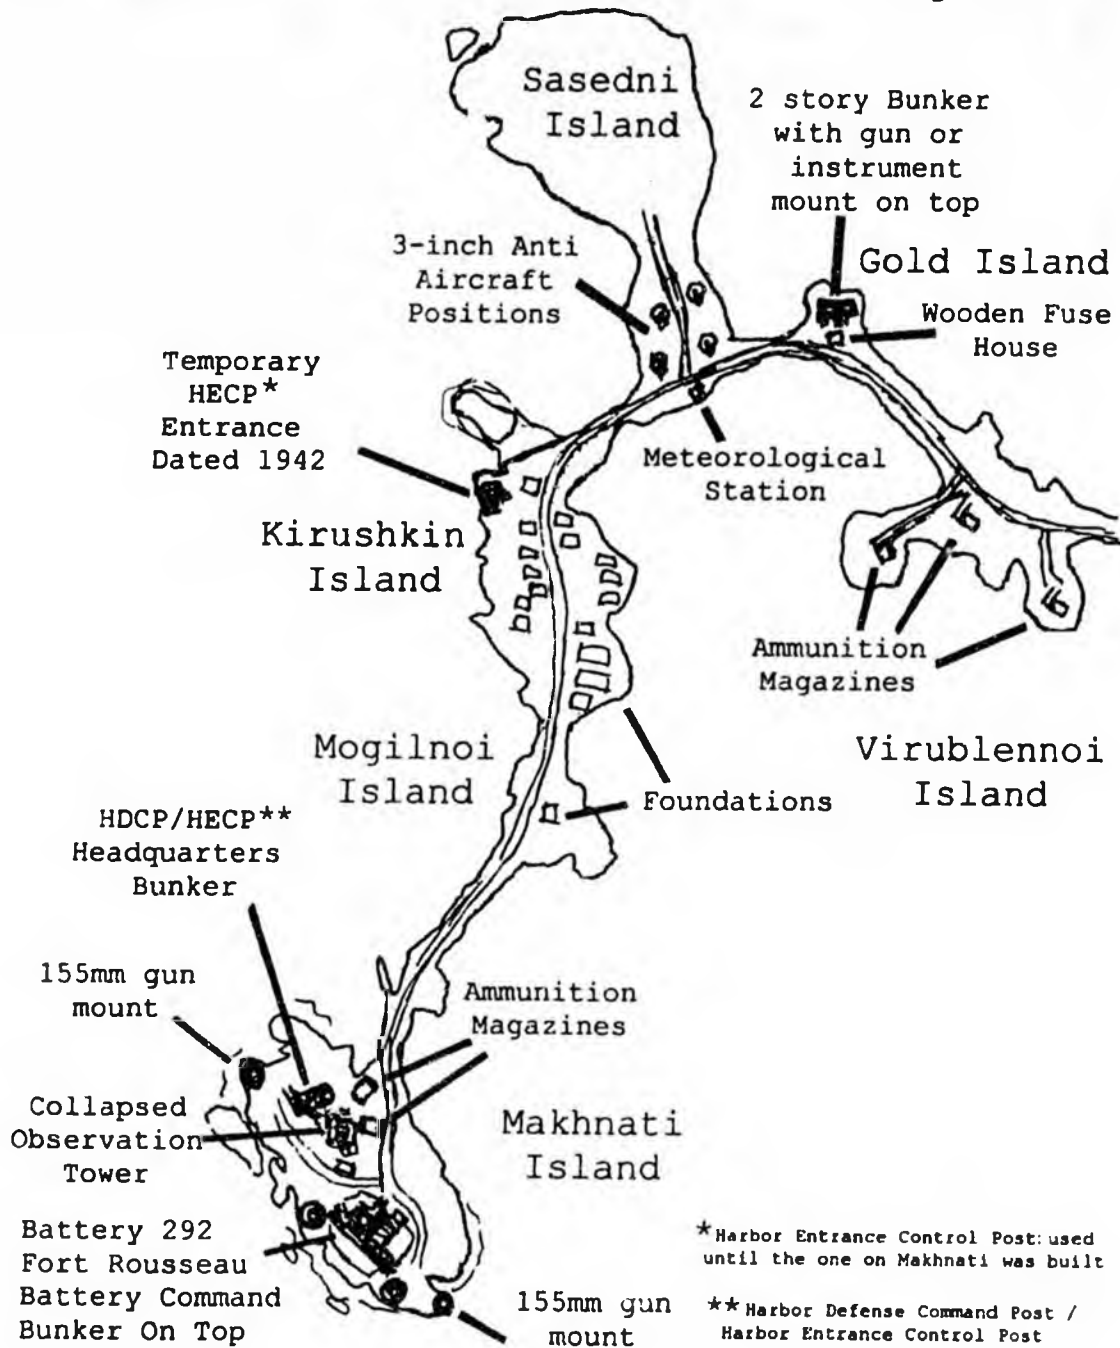 Sasedni
Island
2 story Bunker
with gun or
instrument
mount on top
3-inch Anti
Aircraft
Positions
Gold Island
Wooden Fuse
House
Temporary
HECP*
Entrance
Dated 1942
Meteorological
Station
Kirushkin
Island
Ammunition
Magazines
Mogilnoi
Island
Virublennoi
Island
Foundations
HDCP/HECP**
Headquarters
Bunker
155mm gun
mount
Ammunition
Magazines
Collapsed
Observation
Tower
Makhnati
Island
Battery 292
Fort Rousseau
Battery Command
Bunker On Top
155mm gun
mount
*Harbor Entrance Control Post: used
until the one on Makhnati was built
**Harbor Defense Command Post /
Harbor Entrance Control Post